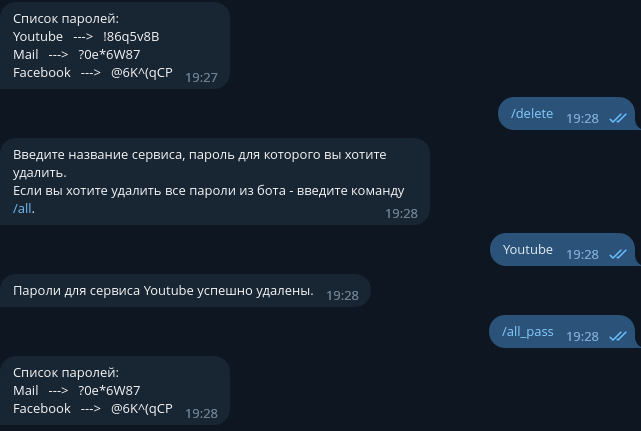 Список паролей:
Youtube ---> !86q5v8B
Mail ---> ?0e*6W87
Facebook ---> @6K^(qCP 19:27
/delete 19:28
Введите название сервиса, пароль для которого вы хотите
удалить.
Если вы хотите удалить все пароли из бота - введите команду
/all. 19:28
Youtube 19:28
Пароли для сервиса Youtube успешно удалены. 19:28
/all_pass 19:28
Список паролей:
Mail ---> ?0e*6W87
Facebook ---> @6K^(qCP 19:28